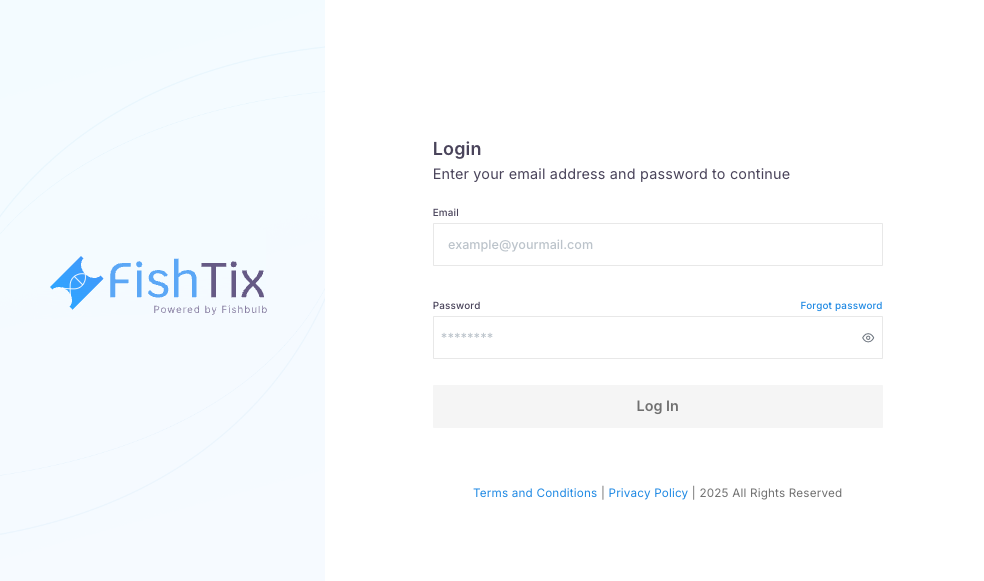 FishTix
Powered by Fishbulb
Login
Enter your email address and password to continue
Email
example@yourmail.com
Password
Forgot password
********
Log In
Terms and Conditions | Privacy Policy | 2025 All Rights Reserved